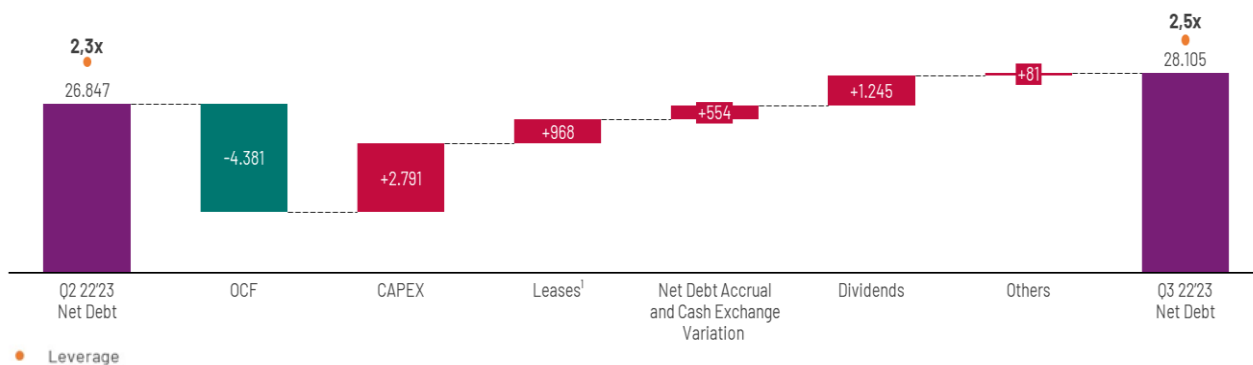 2,3x
26.847
-4.381
+2.791
+968
+554
+1.245
+81
2,5x
28.105
Q2 22'23
Net Debt
OCF
CAPEX
Leases¹
Net Debt Accrual
and Cash Exchange
Variation
Dividends
Others
Q3 22'23
Net Debt
Leverage